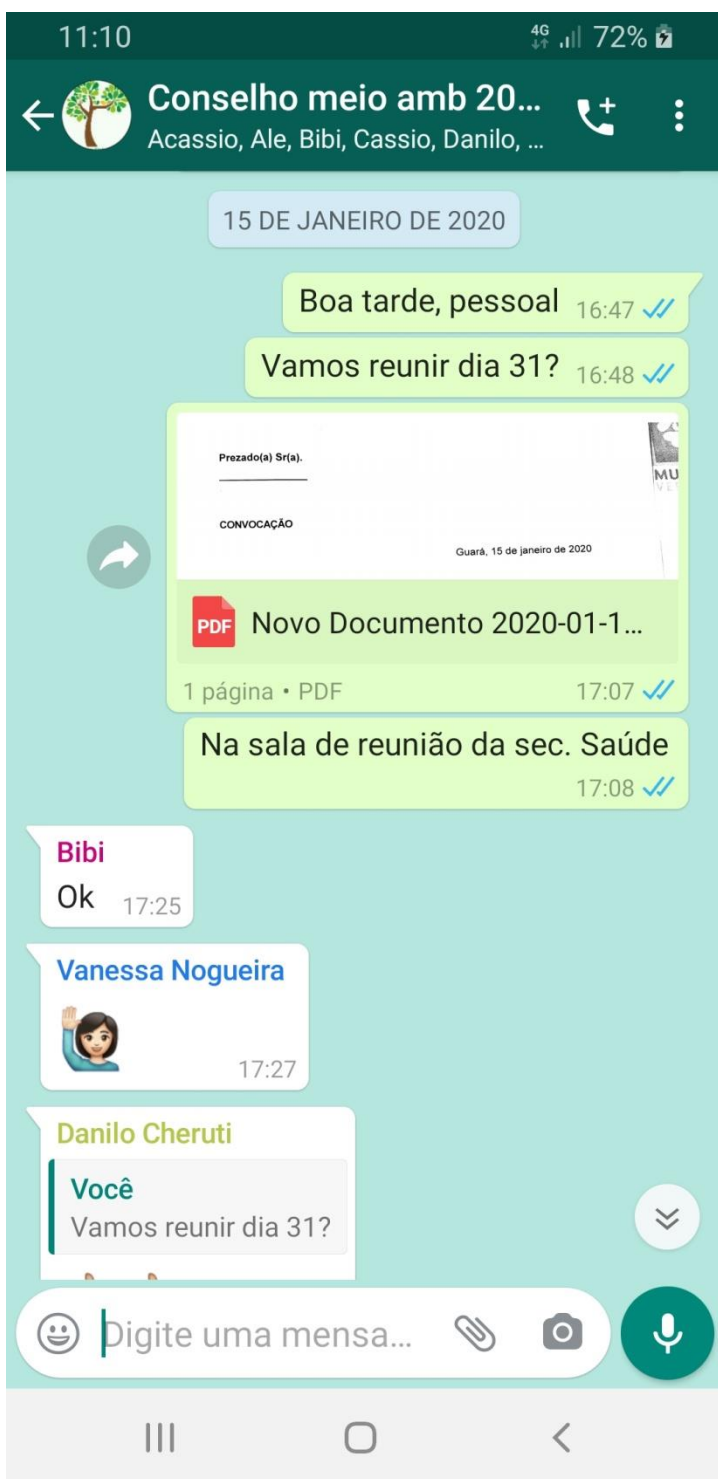 11:10
4G 72%
Conselho meio amb 20...
Acassio, Ale, Bibi, Cassio, Danilo, ...
15 DE JANEIRO DE 2020
Boa tarde, pessoal 16:47
Vamos reunir dia 31? 16:48
Prezado(a) Sr(a).
MU
CONVOCAÇÃO
Guará, 15 de janeiro de 2020
PDF Novo Documento 2020-01-1...
1 página • PDF 17:07
Na sala de reunião da sec. Saúde
17:08
Bibi
Ok 17:25
Vanessa Nogueira
17:27
Danilo Cheruti
Você
Vamos reunir dia 31?
Digite uma mensa...